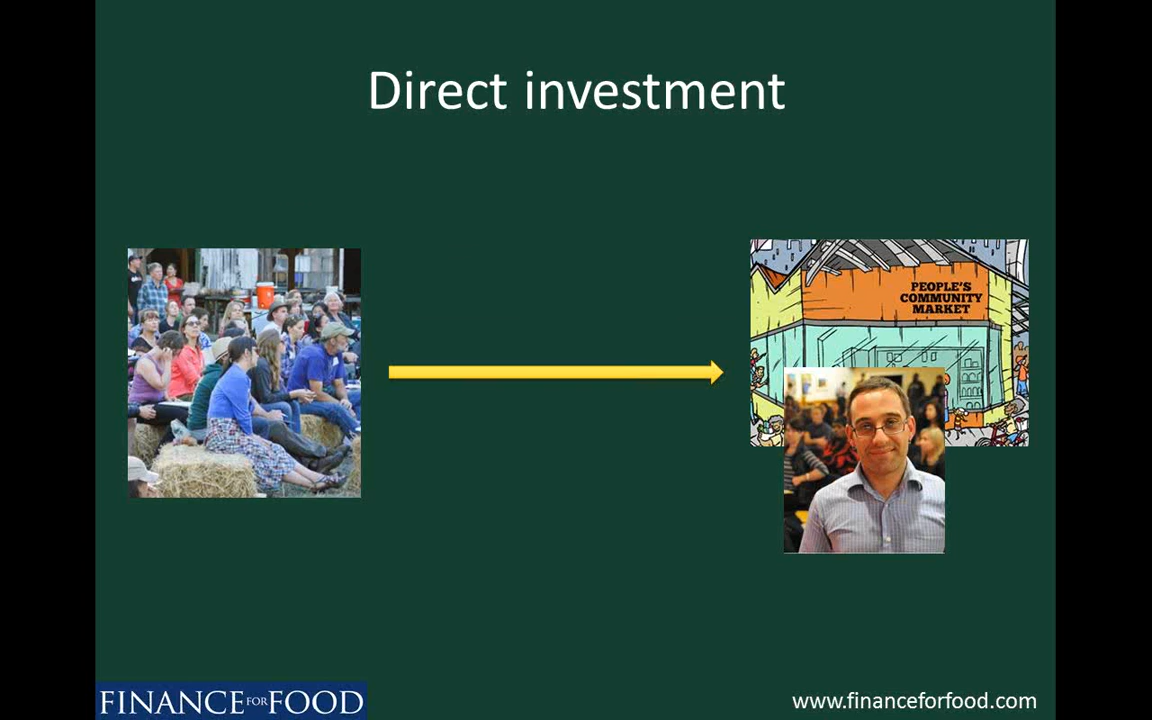 Direct investment
PEOPLE'S
COMMUNITY
MARKET
FINANCE FOR FOOD
www.financeforfood.com